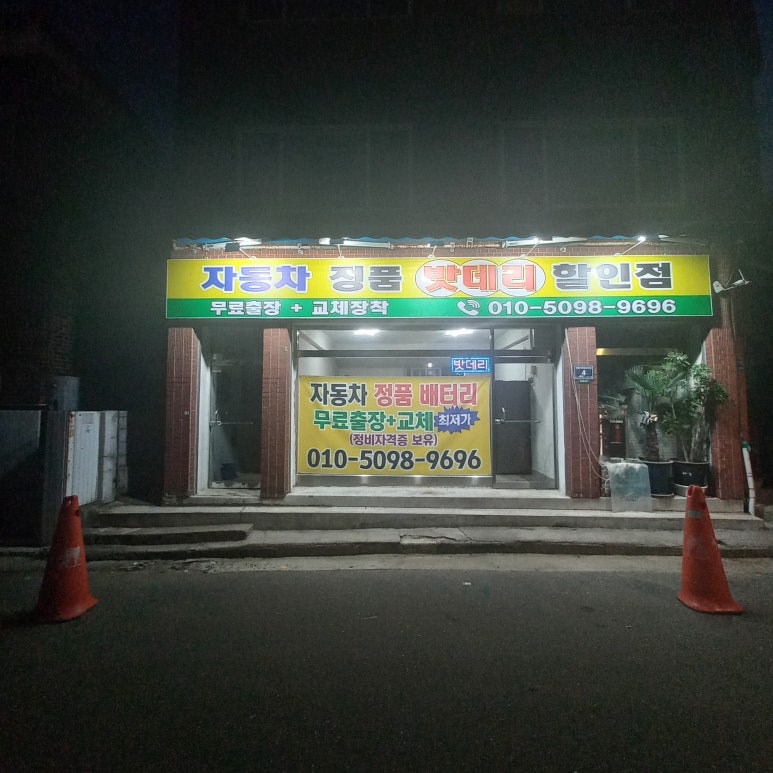 자동차 정품 밧데리 할인점
무료출장 + 교체장착 010-5098-9696
밧데리
자동차 정품 배터리
무료출장+교체 최저가
(정비자격증 보유)
010-5098-9696
4